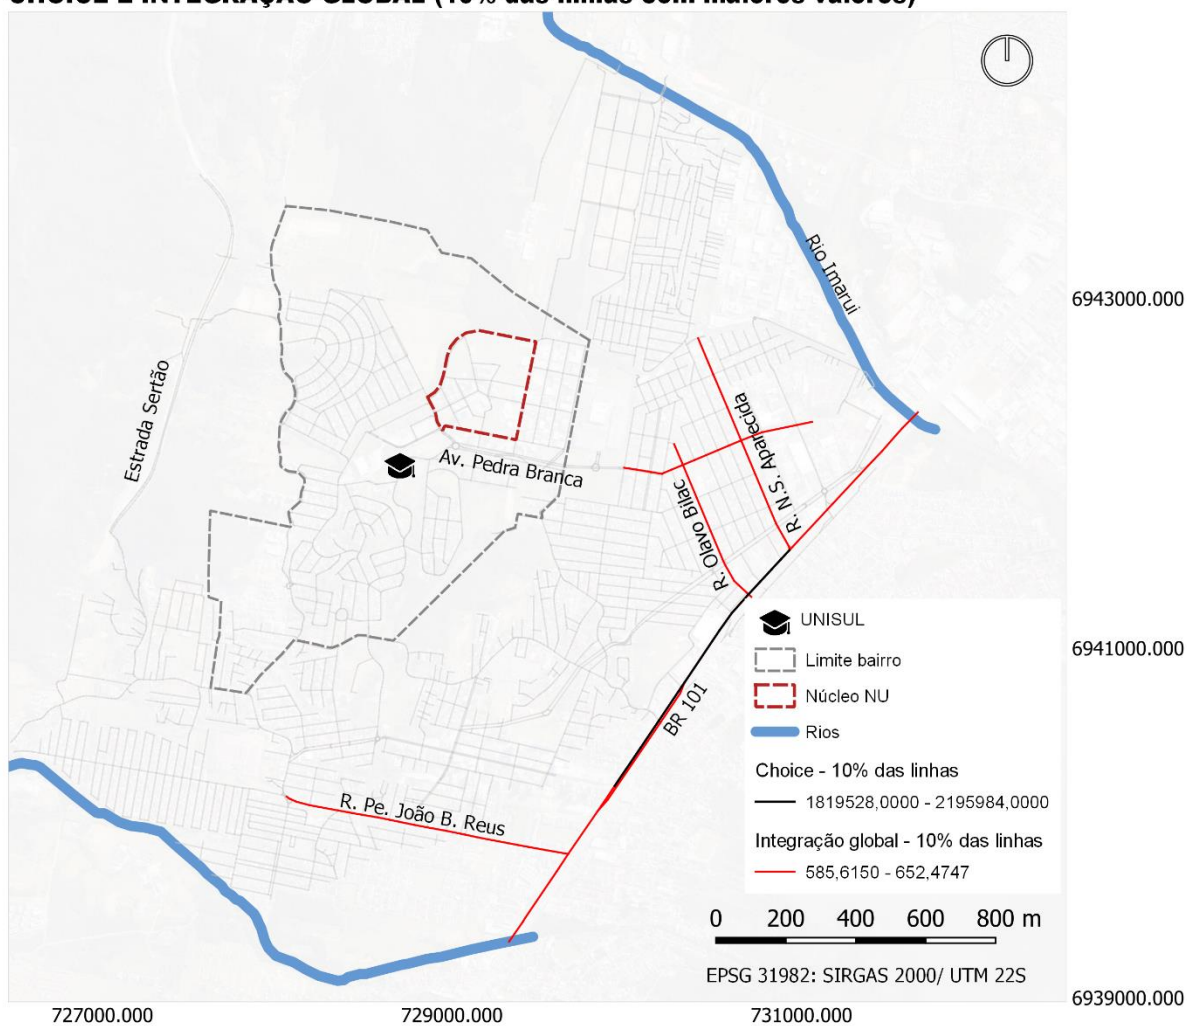 CHOICE E INTEGRAÇÃO GLOBAL (10% das linhas com maiores valores)
Rio Imarui
6943000.000
Estrada Sertão
R. N.S. Aparecida
Av. Pedra Branca
R. Olavo Bilac
UNISUL
6941000.000
Limite bairro
Núcleo NU
BR 101
Rios
Choice - 10% das linhas
1819528,0000 - 2195984,0000
R. Pe. João B. Reus
Integração global - 10% das linhas
585,6150 - 652,4747
0 200 400 600 800 m
EPSG 31982: SIRGAS 2000/ UTM 22S
6939000.000
727000.000 729000.000 731000.000